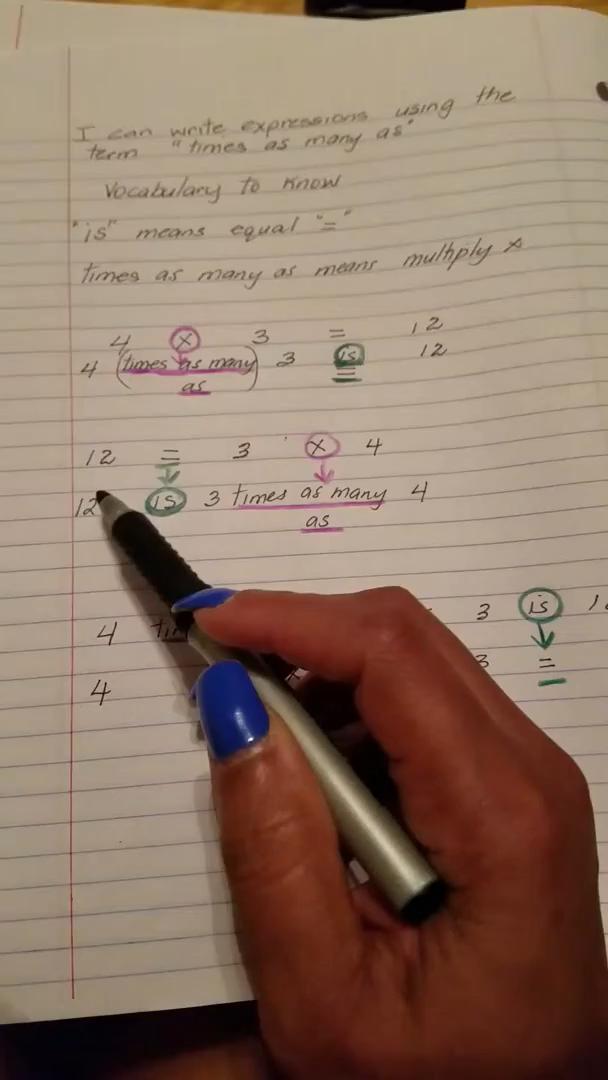 I can write expressions using the
term "times as many as"
Vocabulary to know
"is" means equal "="
times as many as means multiply x
4 x 3 = 12
4 (times as many) 3 is 12
as =
12 = 3 x 4
12 is 3 times as many 4
as
4 3 is
4 3 =